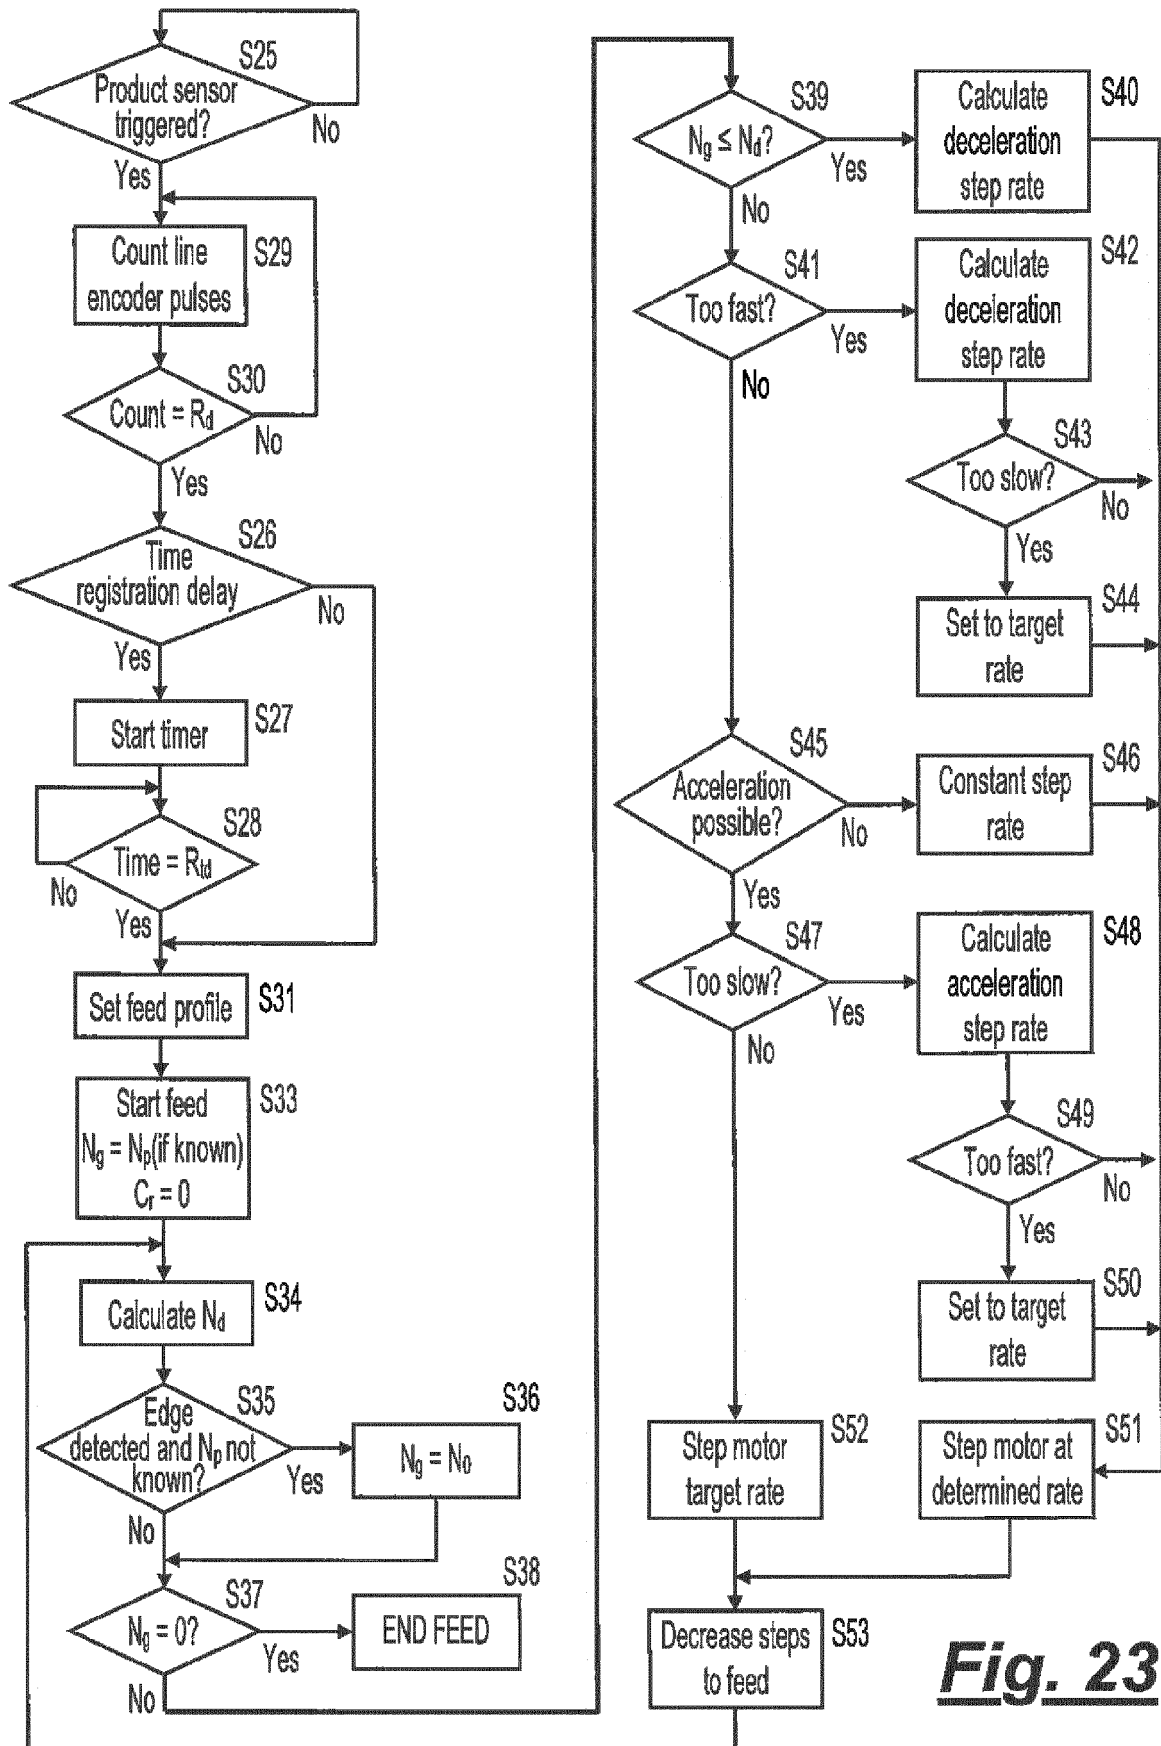 S25
Product sensor
triggered?
No
Yes
Count line
encoder pulses
S29
S30
Count = Rd
No
Yes
S26
Time
registration delay
No
Yes
Start timer
S27
S28
Time = Rtd
No
Yes
Set feed profile
S31
Start feed
Ng = Np(if known)
Cr = 0
S33
Calculate Nd
S34
Edge
detected and Np not
known?
S35
Yes
No
S36
Ng = No
S37
Ng = 0?
Yes
No
S38
END FEED
S39
Ng ≤ Nd?
Yes
No
Calculate
deceleration
step rate
S40
S41
Too fast?
Yes
No
Calculate
deceleration
step rate
S42
S43
Too slow?
No
Yes
Set to target
rate
S44
S45
Acceleration
possible?
No
Yes
Constant step
rate
S46
S47
Too slow?
Yes
No
Calculate
acceleration
step rate
S48
S49
Too fast?
No
Yes
Set to target
rate
S50
Step motor
target rate
S52
Step motor at
determined rate
S51
Decrease steps
to feed
S53
Fig. 23